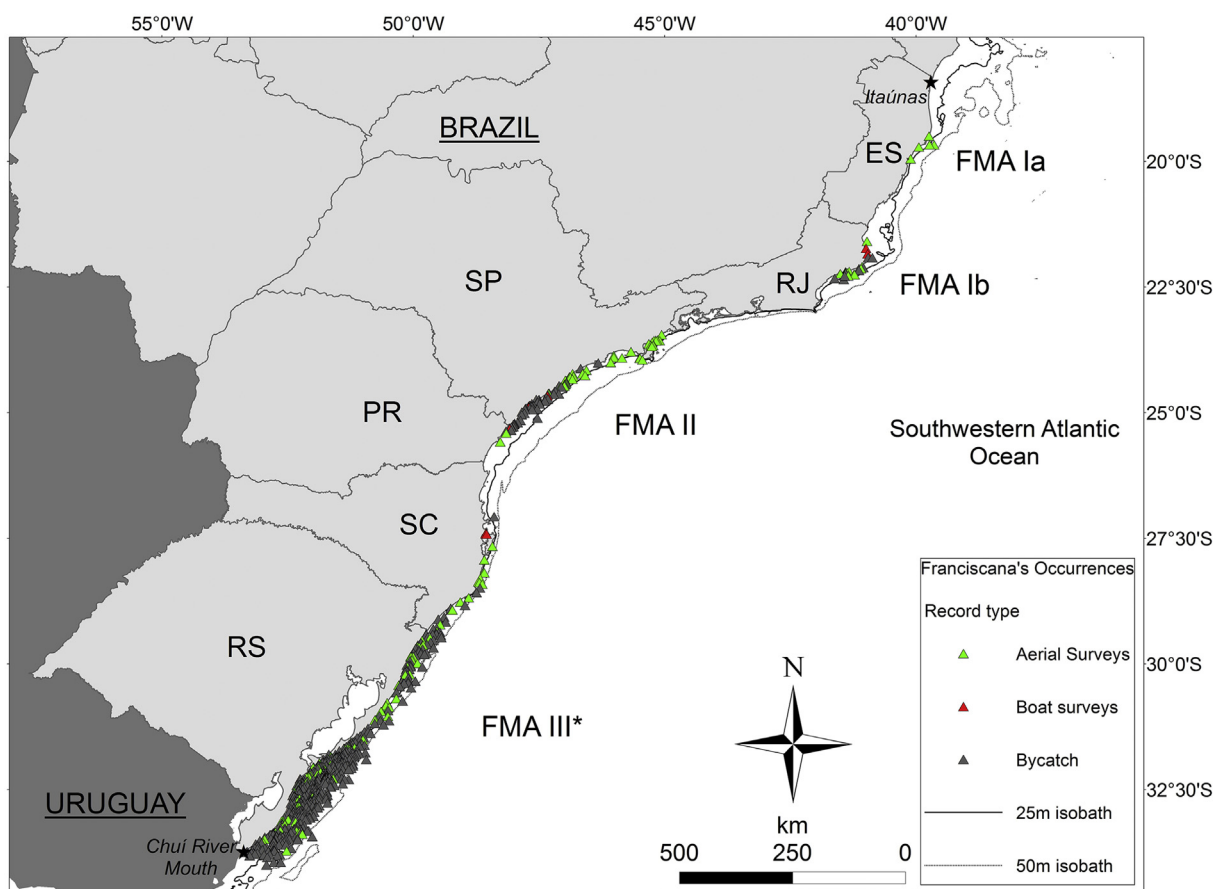 55°0'W
50°0'W
45°0'W
40°0'W
Itaúnas
BRAZIL
ES
FMA Ia
20°0'S
SP
RJ
FMA Ib
22°30'S
PR
FMA II
25°0'S
Southwestern Atlantic
Ocean
SC
27°30'S
Franciscana's Occurrences
Record type
RS
Aerial Surveys
30°0'S
N
Boat surveys
FMA III*
Bycatch
URUGUAY
32°30'S
Chuí River
Mouth
km
500
250
0
25m isobath
50m isobath